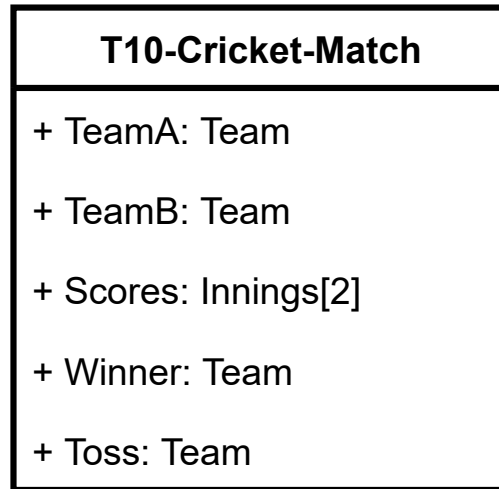 T10-Cricket-Match
+ TeamA: Team
+ TeamB: Team
+ Scores: Innings[2]
+ Winner: Team
+ Toss: Team